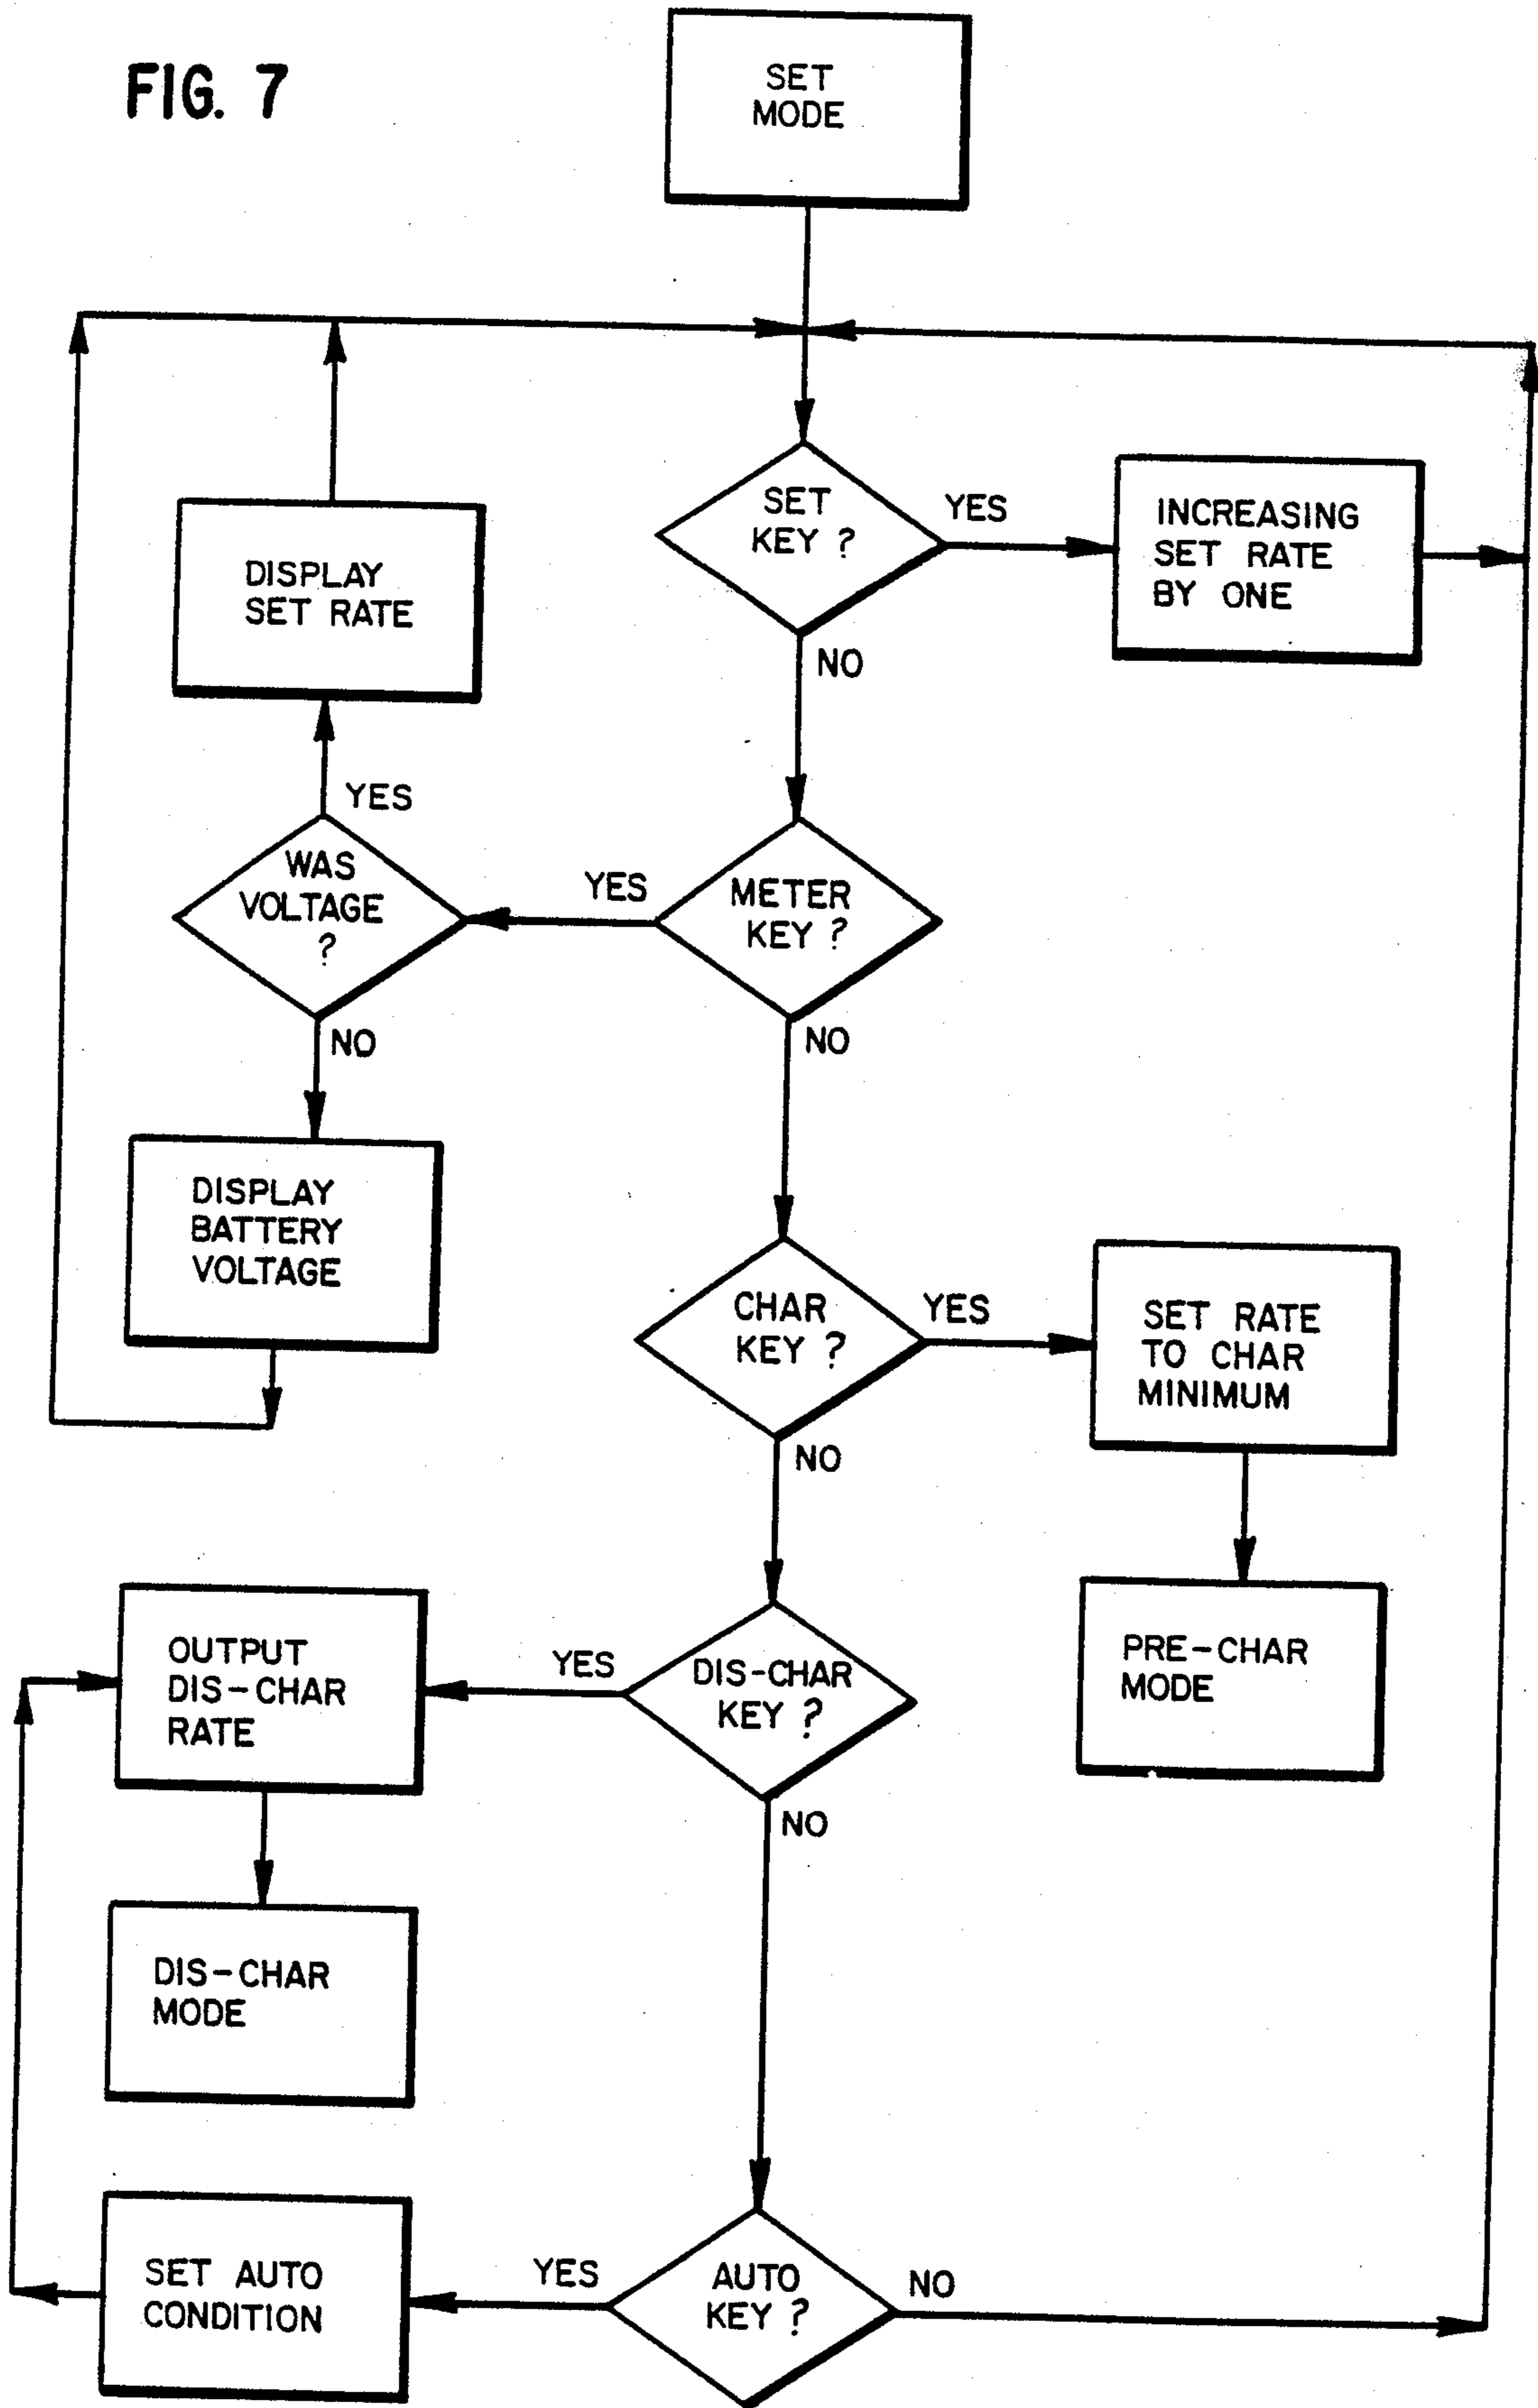 FIG. 7
SET
MODE
SET
KEY ?
YES
INCREASING
SET RATE
BY ONE
DISPLAY
SET RATE
NO
YES
WAS
VOLTAGE
?
YES
METER
KEY ?
NO
NO
DISPLAY
BATTERY
VOLTAGE
CHAR
KEY ?
YES
SET RATE
TO CHAR
MINIMUM
NO
OUTPUT
DIS-CHAR
RATE
YES
DIS-CHAR
KEY ?
PRE-CHAR
MODE
NO
DIS-CHAR
MODE
SET AUTO
CONDITION
YES
AUTO
KEY ?
NO